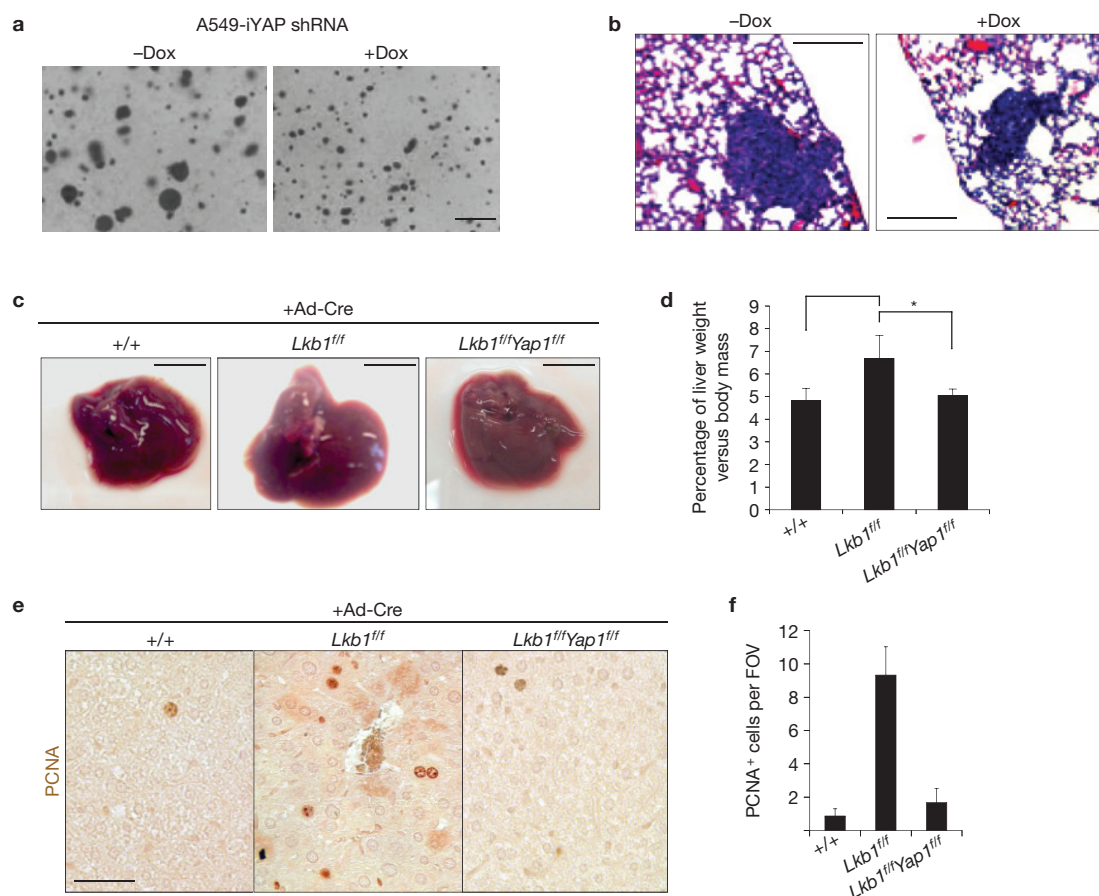 a
A549-iYAP shRNA
–Dox
+Dox
b
–Dox
+Dox
c
+Ad-Cre
+/+
Lkb1f/f
Lkb1f/fYap1f/f
d
Percentage of liver weight
versus body mass
9
8
7
6
5
4
3
2
1
0
*
+/+
Lkb1f/f
Lkb1f/fYap1f/f
e
+Ad-Cre
+/+
Lkb1f/f
Lkb1f/fYap1f/f
PCNA
f
PCNA+ cells per FOV
12
10
8
6
4
2
+/+
Lkb1f/f
Lkb1f/fYap1f/f